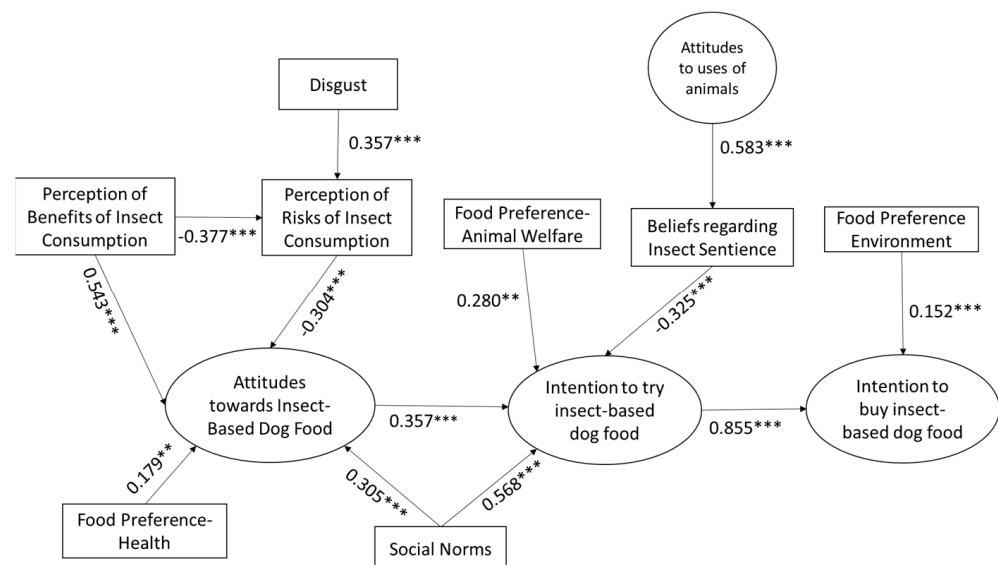 Attitudes
to uses of
animals
Disgust
0.357***
0.583***
Perception of
Benefits of Insect
Consumption
-0.377***
Perception of
Risks of Insect
Consumption
Food Preference-
Animal Welfare
Beliefs regarding
Insect Sentience
Food Preference
Environment
0.543***
-0.304***
0.280**
-0.325***
0.152***
Attitudes
towards Insect-
Based Dog Food
0.357***
Intention to try
insect-based
dog food
0.855***
Intention to
buy insect-
based dog food
0.179**
0.305***
0.568***
Food Preference-
Health
Social Norms